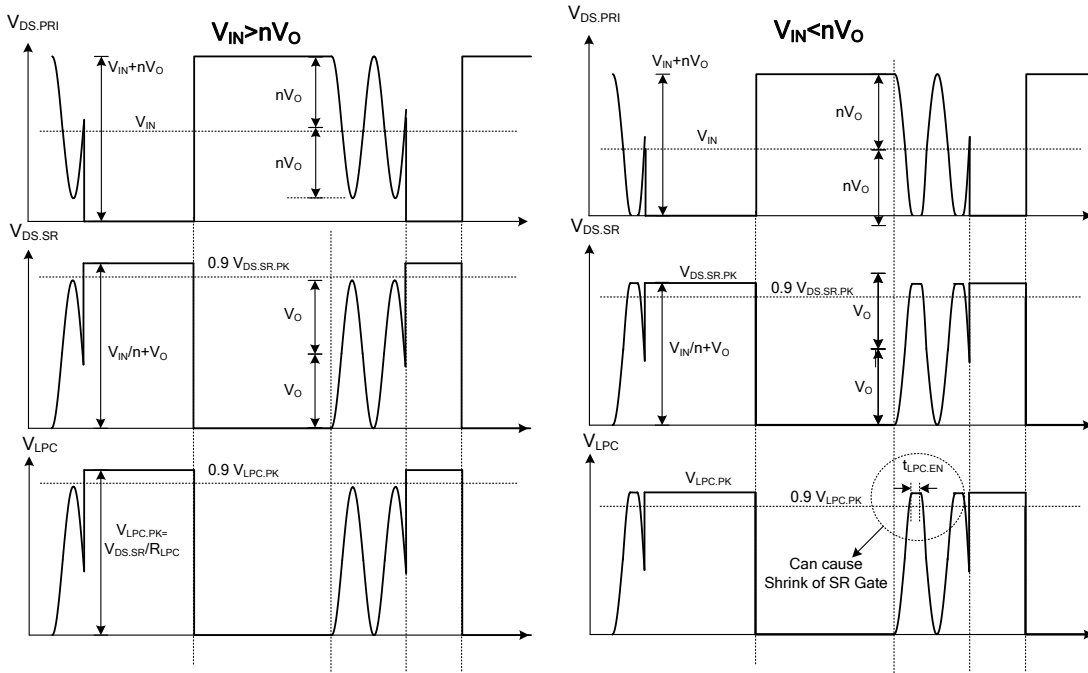 V_DS.PRI
V_IN>nV_O
V_IN+nV_O
nV_O
V_IN
nV_O
V_DS.SR
0.9 V_DS.SR.PK
V_O
V_IN/n+V_O
V_O
V_LPC
0.9 V_LPC.PK
V_LPC.PK=
V_DS.SR/R_LPC
V_DS.PRI
V_IN<nV_O
V_IN+nV_O
nV_O
V_IN
nV_O
V_DS.SR
V_DS.SR.PK
0.9 V_DS.SR.PK
V_O
V_IN/n+V_O
V_O
V_LPC
t_LPC.EN
V_LPC.PK
0.9 V_LPC.PK
Can cause
Shrink of SR Gate